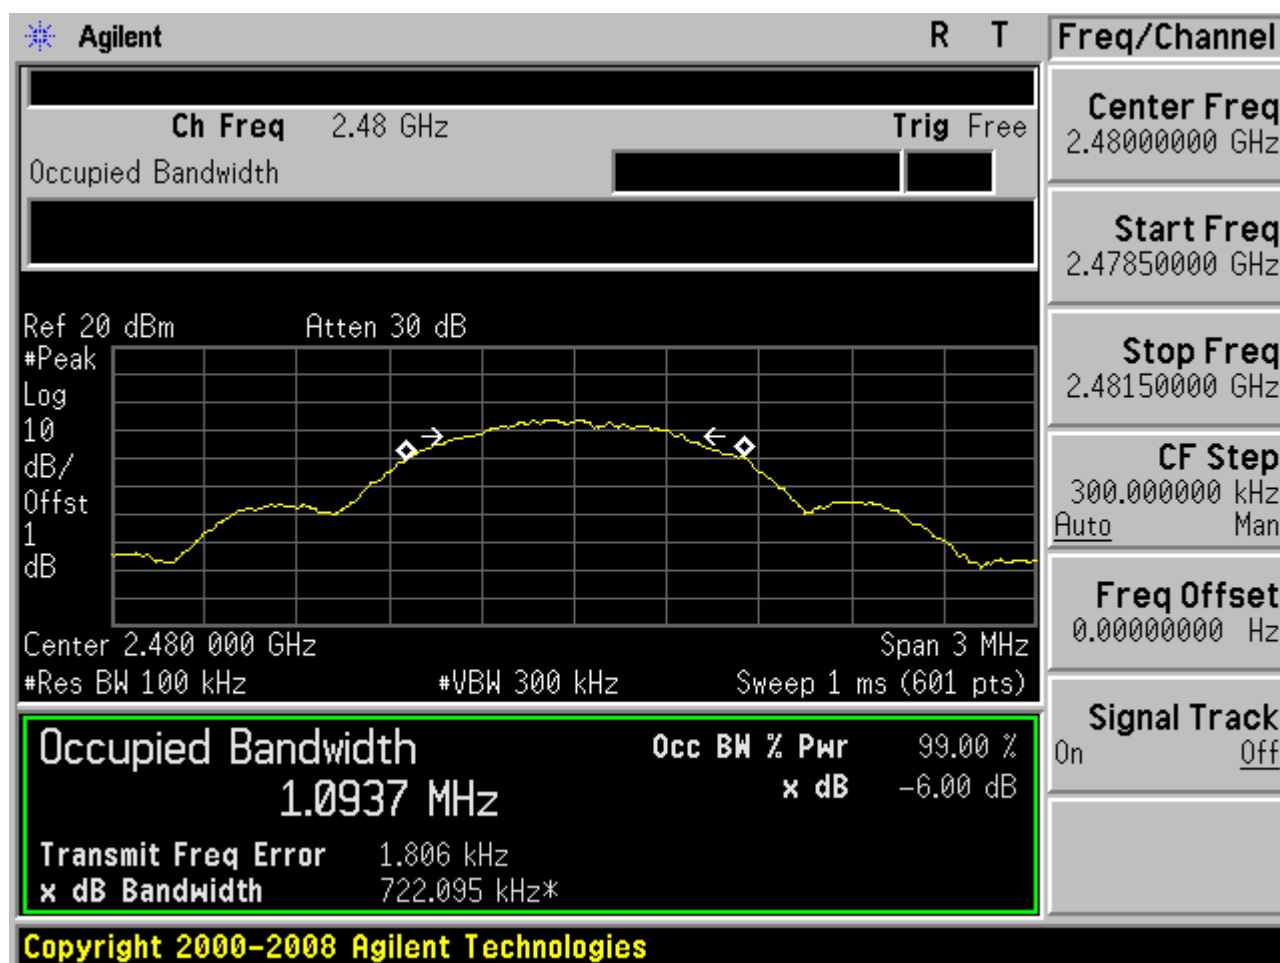 Agilent R T Freq/Channel
Ch Freq 2.48 GHz Trig Free
Occupied Bandwidth
Center Freq
2.48000000 GHz
Start Freq
2.47850000 GHz
Stop Freq
2.48150000 GHz
CF Step
300.000000 kHz
Auto Man
Freq Offset
0.00000000 Hz
Signal Track
On Off
Ref 20 dBm Atten 30 dB
#Peak
Log
10
dB/
Offst
1
dB
Center 2.480 000 GHz Span 3 MHz
#Res BW 100 kHz #VBW 300 kHz Sweep 1 ms (601 pts)
Occupied Bandwidth Occ BW % Pwr 99.00 %
1.0937 MHz x dB -6.00 dB
Transmit Freq Error 1.806 kHz
x dB Bandwidth 722.095 kHz*
Copyright 2000-2008 Agilent Technologies